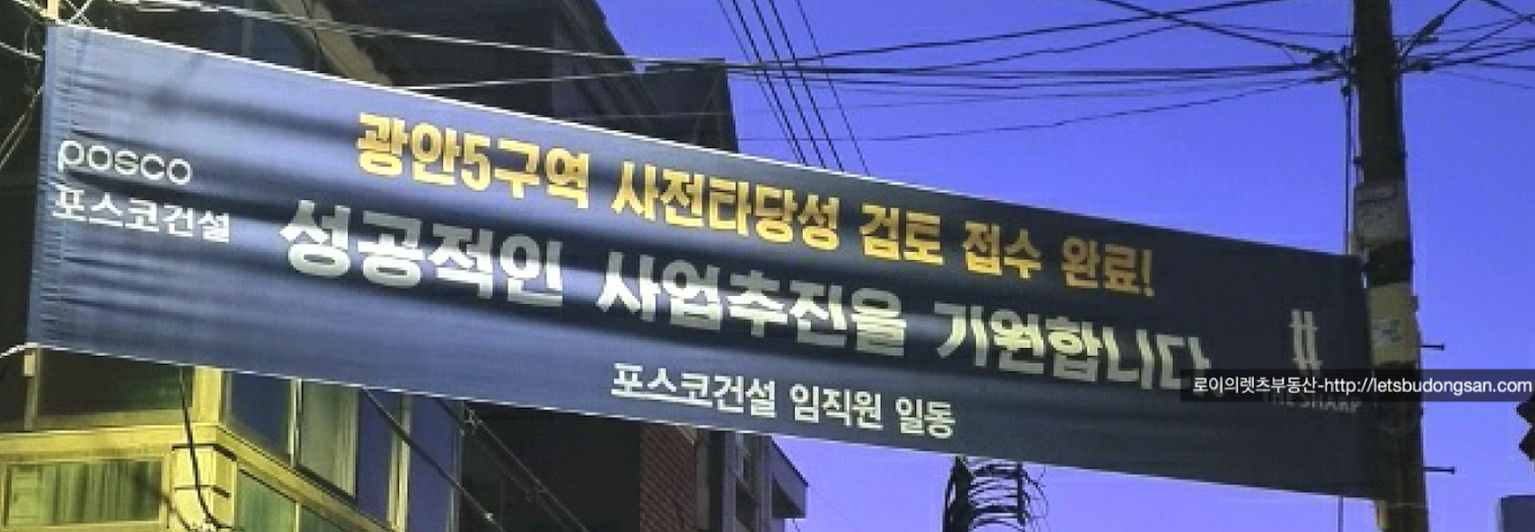 posco
포스코건설
광안5구역 사전타당성 검토 접수 완료!
성공적인 사업추진을 기원합니다
포스코건설 임직원 일동
THE SHARP
로이의렛츠부동산-http://letsbudongsan.com